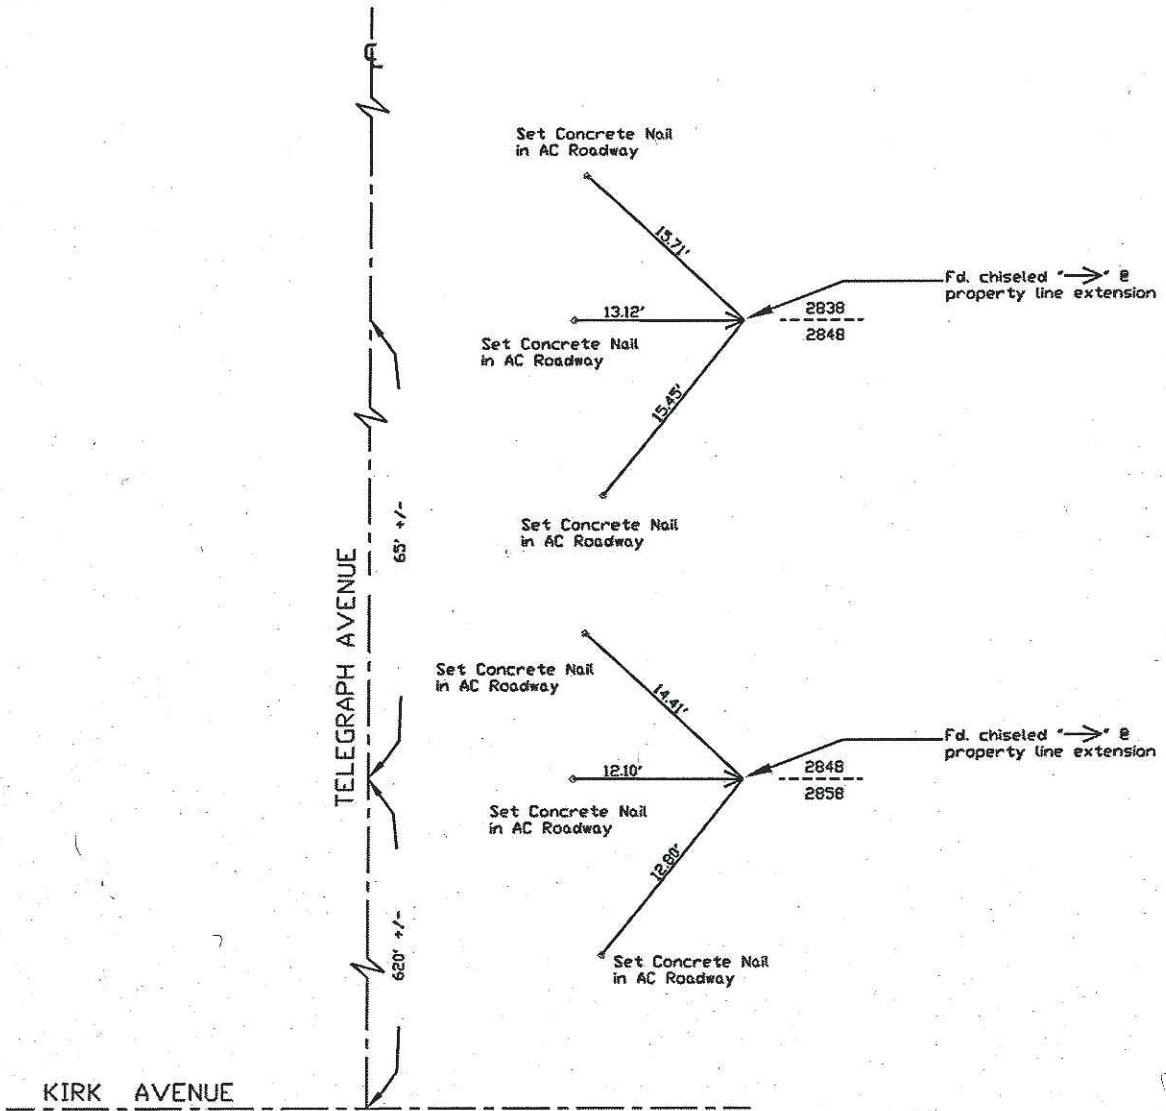 Set Concrete Nail
in AC Roadway
15.71'
Fd. chiseled "→" @
property line extension
13.12'
2838
2848
Set Concrete Nail
in AC Roadway
15.45'
Set Concrete Nail
in AC Roadway
65' +/-
TELEGRAPH AVENUE
Set Concrete Nail
in AC Roadway
14.41'
Fd. chiseled "→" @
property line extension
12.10'
2848
2858
Set Concrete Nail
in AC Roadway
12.80'
620' +/-
Set Concrete Nail
in AC Roadway
KIRK AVENUE